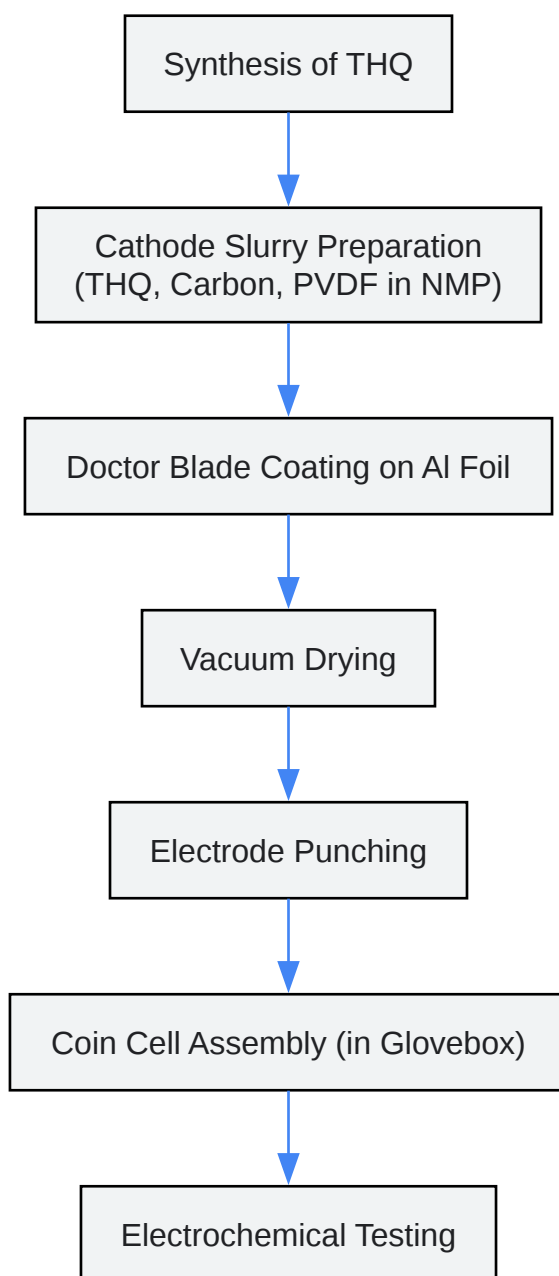 Synthesis of THQ
Cathode Slurry Preparation
(THQ, Carbon, PVDF in NMP)
Doctor Blade Coating on Al Foil
Vacuum Drying
Electrode Punching
Coin Cell Assembly (in Glovebox)
Electrochemical Testing